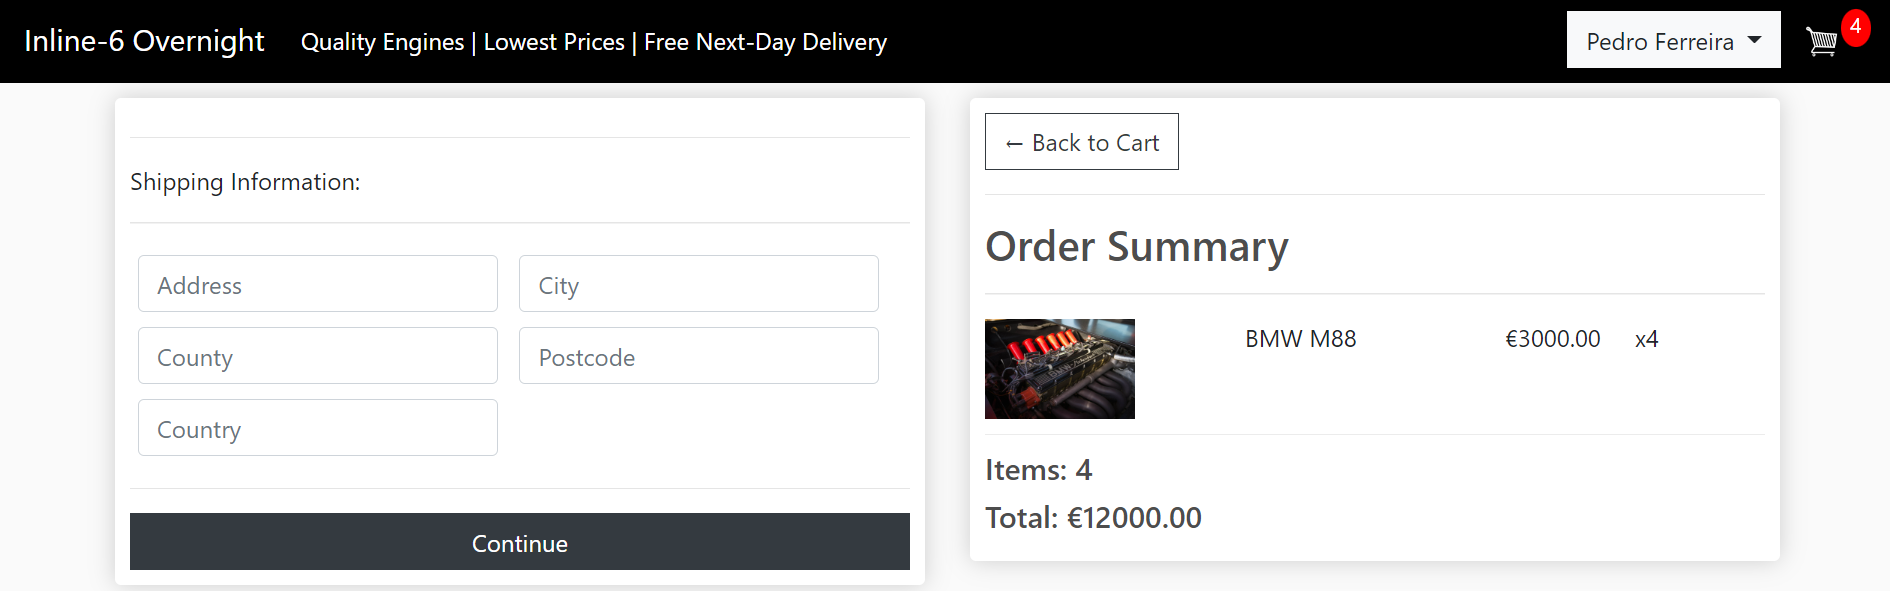 Inline-6 Overnight
Quality Engines | Lowest Prices | Free Next-Day Delivery
Pedro Ferreira
4
Shipping Information:
Address
City
County
Postcode
Country
Continue
← Back to Cart
Order Summary
BMW M88
€3000.00
x4
Items: 4
Total: €12000.00